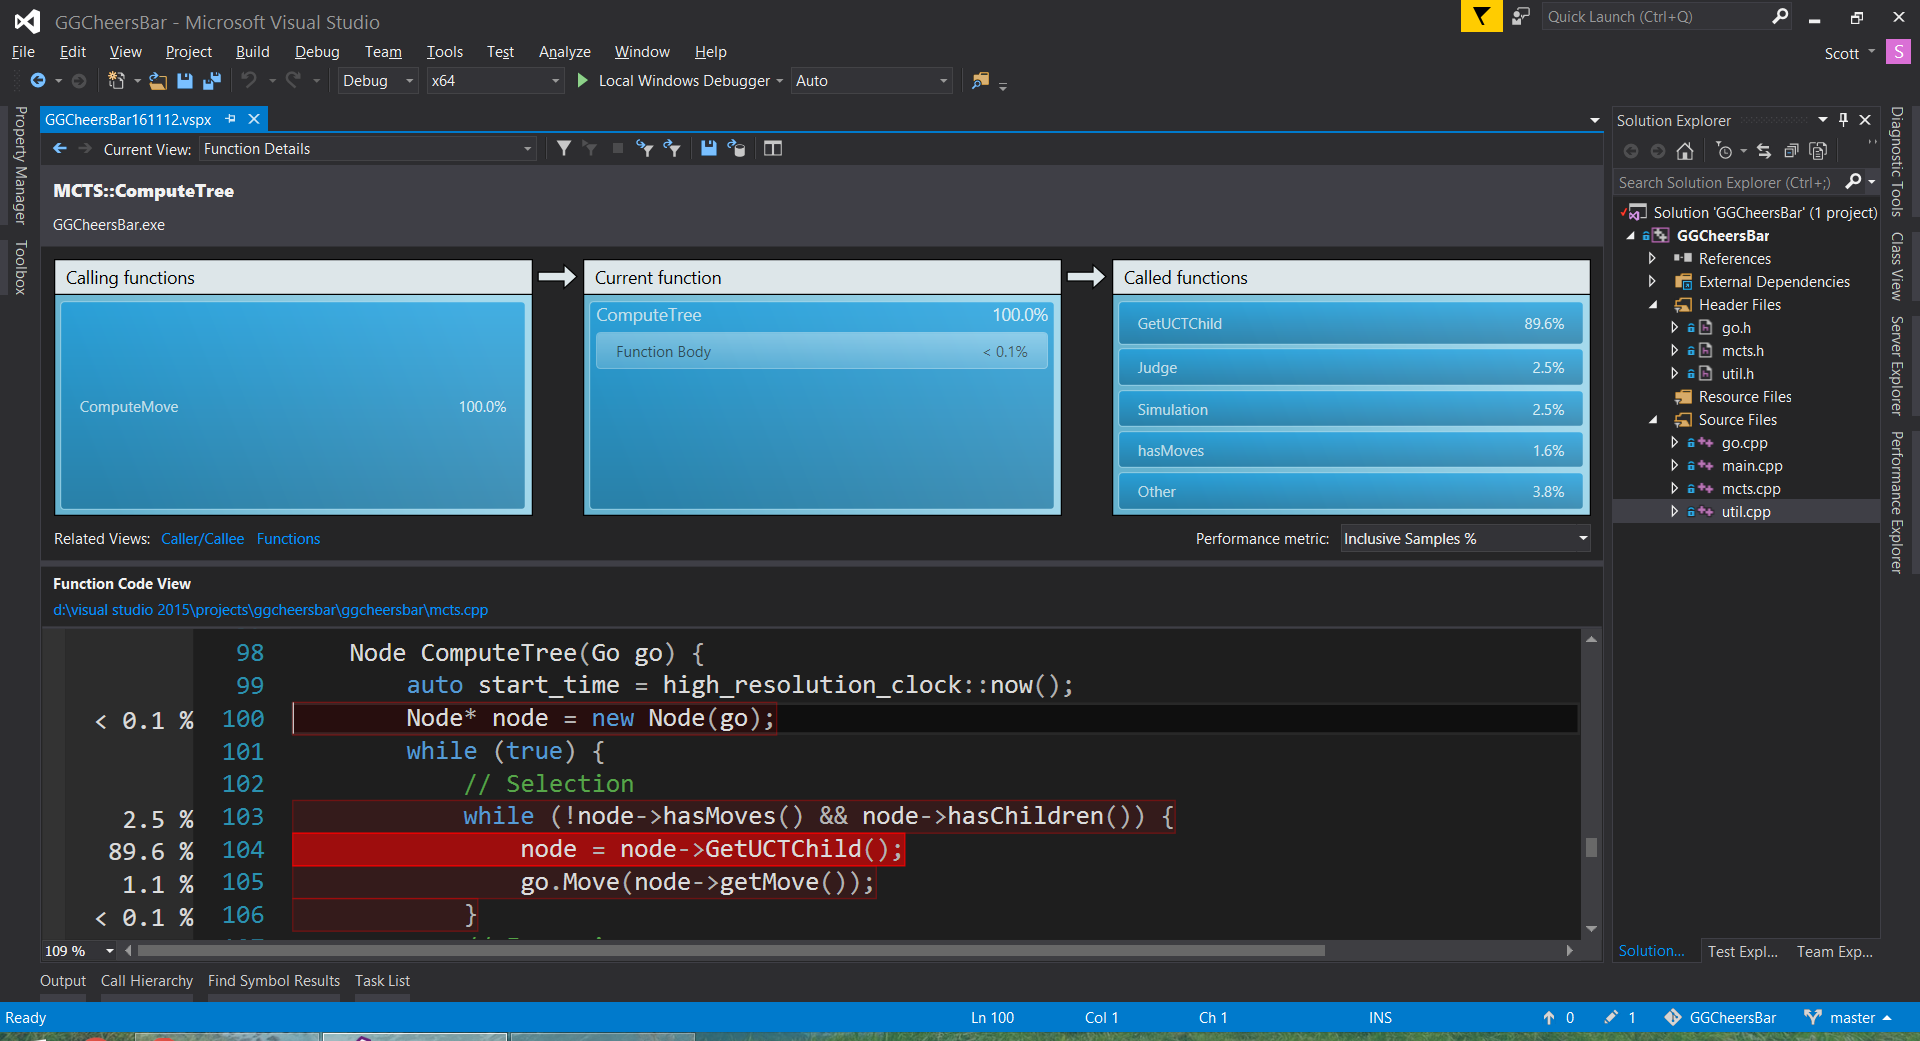 GGCheersBar - Microsoft Visual Studio
Quick Launch (Ctrl+Q)
File Edit View Project Build Debug Team Tools Test Analyze Window Help
Scott S
Debug x64 Local Windows Debugger Auto
Property Manager
Toolbox
GGCheersBar161112.vspx
Current View: Function Details
MCTS::ComputeTree
GGCheersBar.exe
Calling functions
ComputeMove 100.0%
Current function
ComputeTree 100.0%
Function Body < 0.1%
Called functions
GetUCTChild 89.6%
Judge 2.5%
Simulation 2.5%
hasMoves 1.6%
Other 3.8%
Related Views: Caller/Callee Functions
Performance metric: Inclusive Samples %
Function Code View
d:\visual studio 2015\projects\ggcheersbar\ggcheersbar\mcts.cpp
98 Node ComputeTree(Go go) {
99 auto start_time = high_resolution_clock::now();
< 0.1 % 100 Node* node = new Node(go);
101 while (true) {
102 // Selection
2.5 % 103 while (!node->hasMoves() && node->hasChildren()) {
89.6 % 104 node = node->GetUCTChild();
1.1 % 105 go.Move(node->getMove());
< 0.1 % 106 }
109 %
Solution Explorer
Search Solution Explorer (Ctrl+;)
Solution 'GGCheersBar' (1 project)
GGCheersBar
References
External Dependencies
Header Files
go.h
mcts.h
util.h
Resource Files
Source Files
go.cpp
main.cpp
mcts.cpp
util.cpp
Solution... Test Expl... Team Exp...
Diagnostic Tools
Class View
Server Explorer
Performance Explorer
Output Call Hierarchy Find Symbol Results Task List
Ready Ln 100 Col 1 Ch 1 INS 0 1 GGCheersBar master